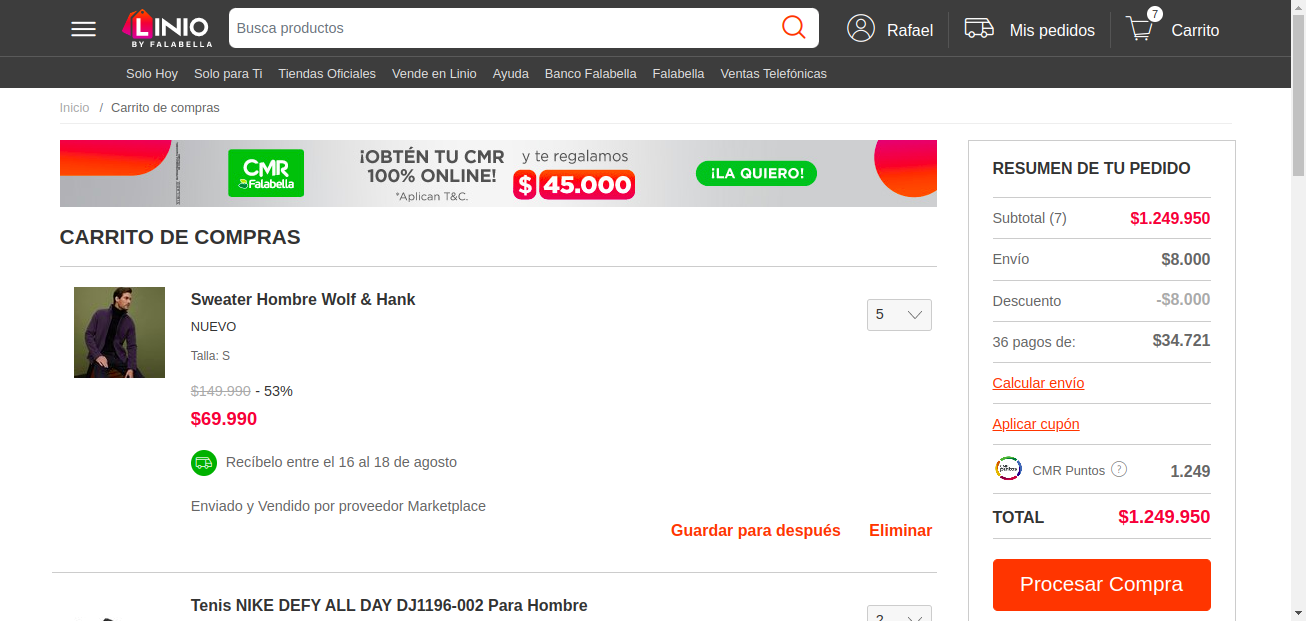 LINIO
BY FALABELLA
Busca productos
Rafael
Mis pedidos
7
Carrito
Solo Hoy
Solo para Ti
Tiendas Oficiales
Vende en Linio
Ayuda
Banco Falabella
Falabella
Ventas Telefónicas
Inicio / Carrito de compras
CMR
Falabella
¡OBTÉN TU CMR
100% ONLINE!
*Aplican T&C.
y te regalamos
$ 45.000
¡LA QUIERO!
CARRITO DE COMPRAS
Sweater Hombre Wolf & Hank
5
NUEVO
Talla: S
$149.990 - 53%
$69.990
Recíbelo entre el 16 al 18 de agosto
Enviado y Vendido por proveedor Marketplace
Guardar para después
Eliminar
Tenis NIKE DEFY ALL DAY DJ1196-002 Para Hombre
2
RESUMEN DE TU PEDIDO
Subtotal (7) $1.249.950
Envío $8.000
Descuento -$8.000
36 pagos de: $34.721
Calcular envío
Aplicar cupón
CMR Puntos ? 1.249
TOTAL $1.249.950
Procesar Compra